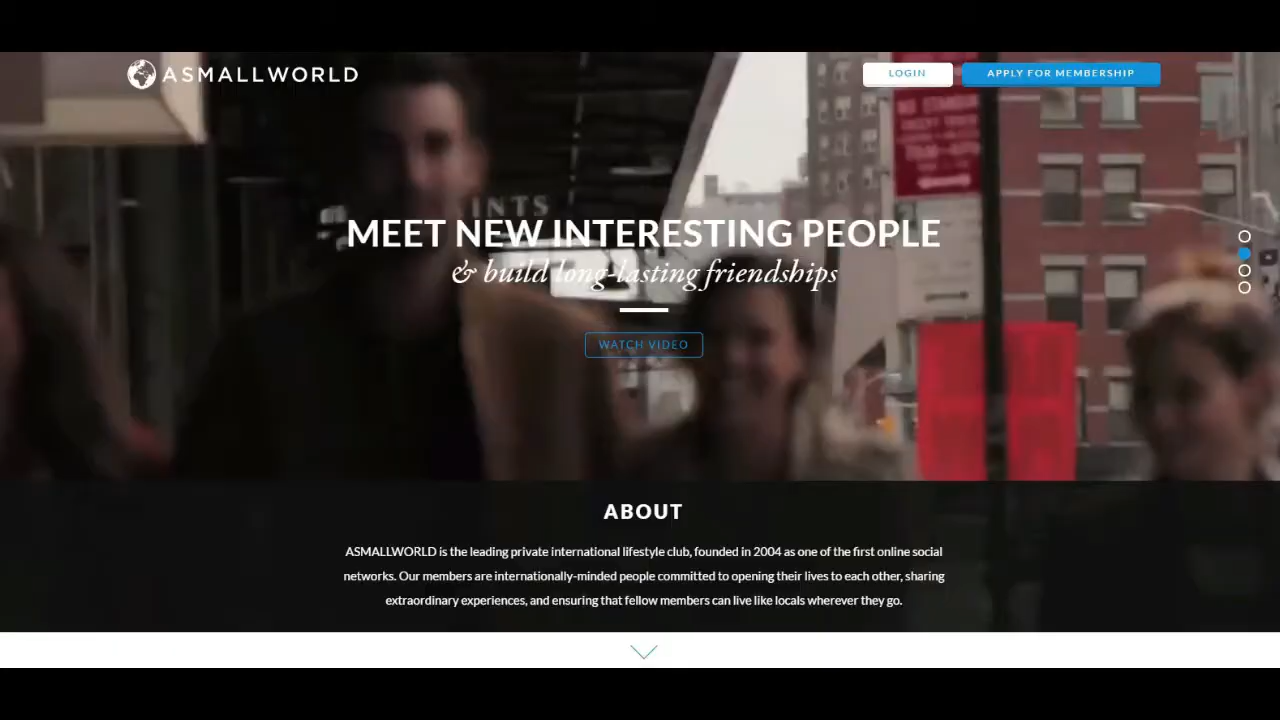 ASMALLWORLD
LOGIN
APPLY FOR MEMBERSHIP
INTS
MEET NEW INTERESTING PEOPLE
& build long-lasting friendships
WATCH VIDEO
ABOUT
ASMALLWORLD is the leading private international lifestyle club, founded in 2004 as one of the first online social
networks. Our members are internationally-minded people committed to opening their lives to each other, sharing
extraordinary experiences, and ensuring that fellow members can live like locals wherever they go.